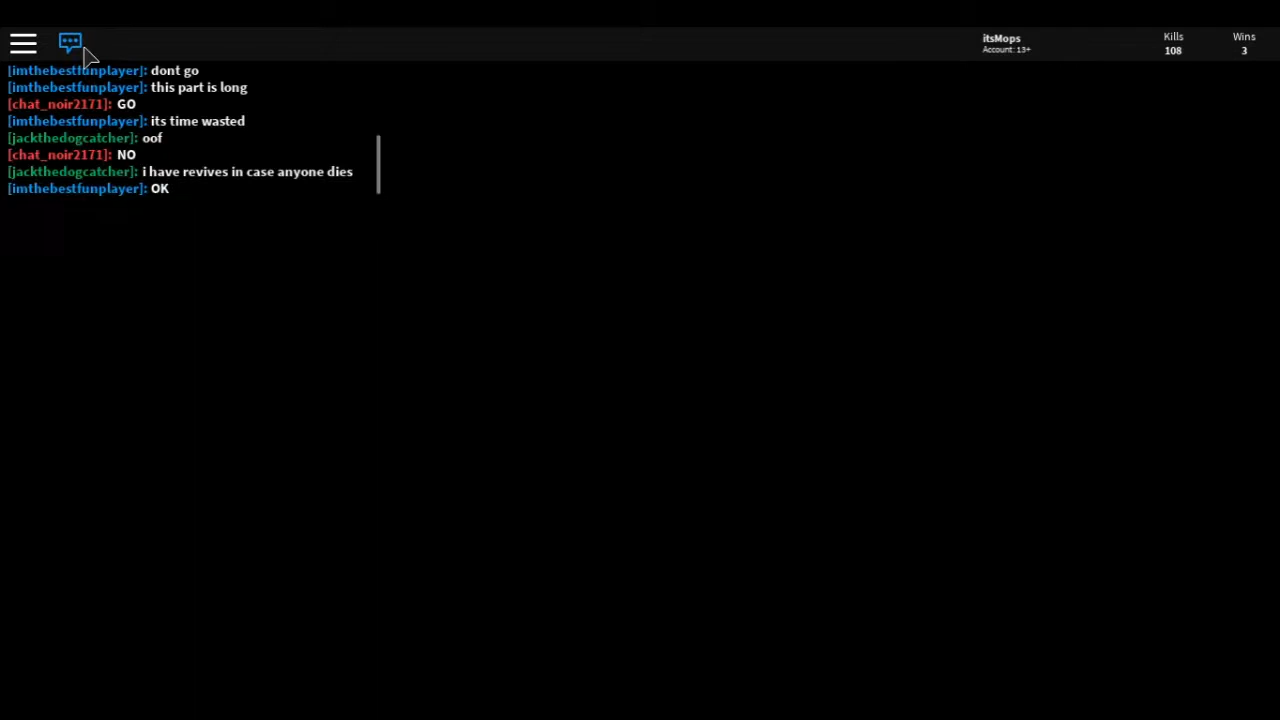 itsMops
Account: 13+
Kills
108
Wins
3
[imthebestfunplayer]: dont go
[imthebestfunplayer]: this part is long
[chat_noir2171]: GO
[imthebestfunplayer]: its time wasted
[jackthedogcatcher]: oof
[chat_noir2171]: NO
[jackthedogcatcher]: i have revives in case anyone dies
[imthebestfunplayer]: OK